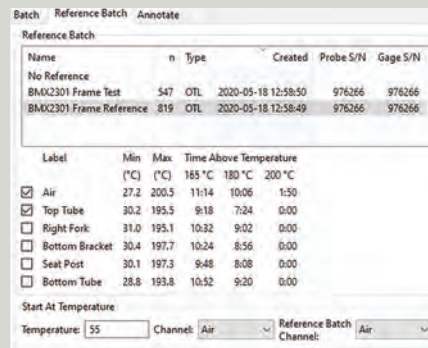 Batch Reference Batch Annotate
Reference Batch
Name n Type Created Probe S/N Gage S/N
No Reference
BMX2301 Frame Test 547 OTL 2020-05-18 12:58:50 976266 976266
BMX2301 Frame Reference 819 OTL 2020-05-18 12:58:49 976266 976266
Label Min Max Time Above Temperature
(°C) (°C) 165 °C 180 °C 200 °C
Air 27.2 200.5 11:14 10:06 1:50
Top Tube 30.2 195.5 9:18 7:24 0:00
Right Fork 31.0 195.1 10:32 9:02 0:00
Bottom Bracket 30.4 197.7 10:24 8:56 0:00
Seat Post 30.1 197.3 9:48 8:08 0:00
Bottom Tube 28.8 193.8 10:52 9:20 0:00
Start At Temperature
Temperature: 55 Channel: Air Reference Batch Channel: Air